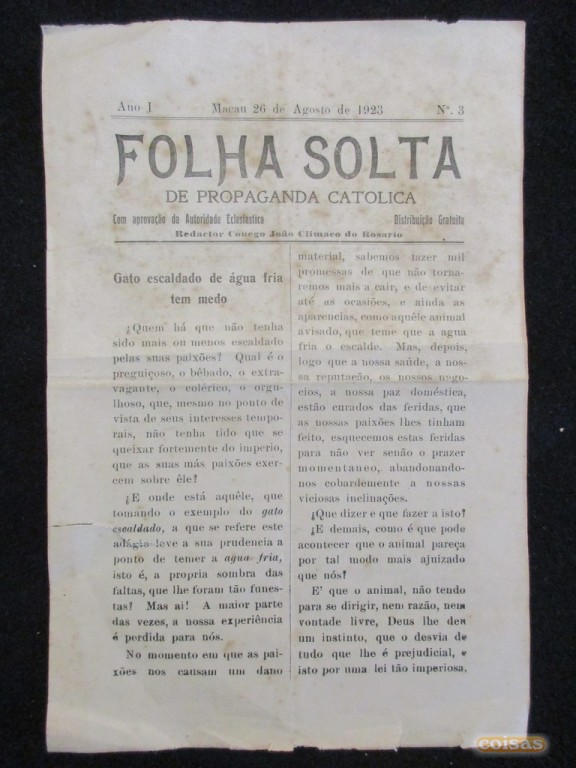 Ano I Macau 26 de Agosto de 1923 Nº. 3
FOLHA SOLTA
DE PROPAGANDA CATOLICA
Com aprovação da Autoridade Eclesiástica Distribuição Gratuita
Redactor Conego João Clímaco do Rosario
Gato escaldado de água fria
tem medo
¿Quem há que não tenha
sido mais ou menos escaldado
pelas suas paixões? Qual é o
preguiçoso, o bêbado, o extra-
vagante, o colérico, o orgu-
lhoso, que, mesmo no ponto de
vista de seus interesses tempo-
rais, não tenha tido que se
queixar fortemente do imperio,
que as suas más paixões exer-
cem sobre êle?
¿E onde está aquêle, que
tomando o exemplo do gato
escaldado, a que se refere este
adágio leve a sua prudencia a
ponto de temer a agua fria,
isto é, a propria sombra das
faltas, que lhe foram tão funes-
tas? Mas ai! A maior parte
das vezes, a nossa experiência
é perdida para nós.
No momento em que as pai-
xões nos causam um dano
material, sabemos fazer mil
promessas de que não torna-
remos mais a cair, e de evitar
até as ocasiões, e ainda as
aparencias, como aquêle animal
avisado, que teme que a agua
fria o escalde. Mas, depois,
logo que a nossa saúde, a nos-
sa reputação, os nossos nego-
cios, a nossa paz doméstica,
estão curados das feridas, que
as nossas paixões lhes tinham
feito, esquecemos estas feridas
para não ver senão o prazer
momentaneo, abandonando-
nos cobardemente a nossas
viciosas inclinações.
¿Que dizer e que fazer a isto?
¿E demais, como é que pode
acontecer que o animal pareça
por tal modo mais ajuizado
que nós?
E' que o animal, não tendo
para se dirigir, nem razão, nem
vontade livre, Deus lhe deu
um instinto, que o desvia de
tudo que lhe é prejudicial, e
isto por uma lei tão imperiosa,
coisas